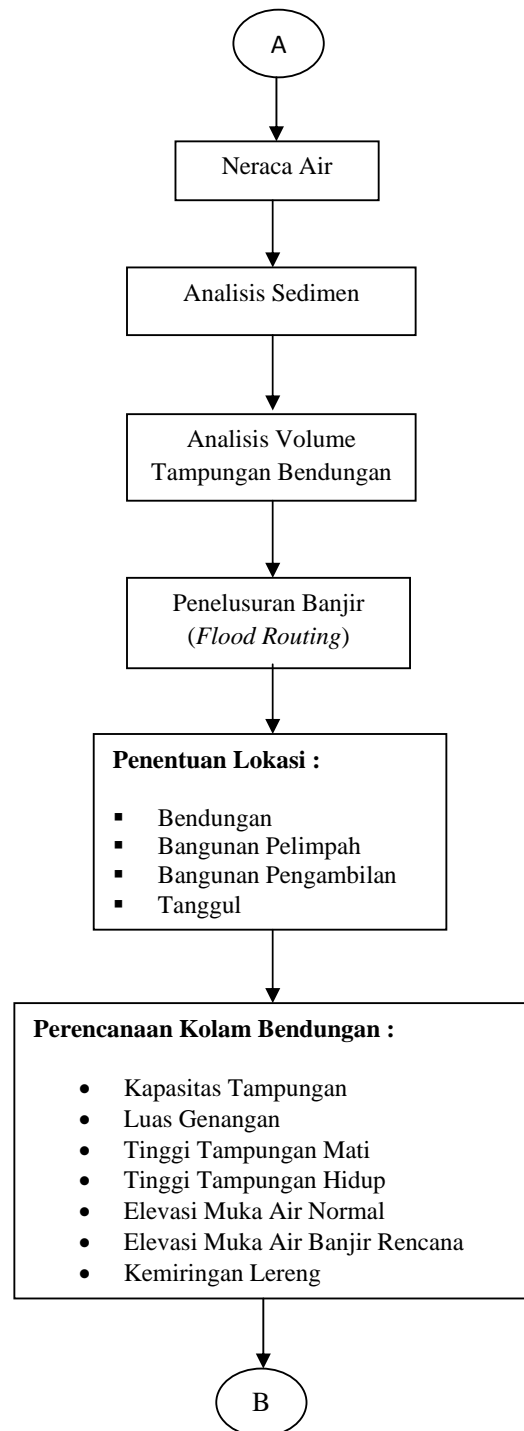 A
Neraca Air
Analisis Sedimen
Analisis Volume
Tampungan Bendungan
Penelusuran Banjir
(Flood Routing)
Penentuan Lokasi :
▪ Bendungan
▪ Bangunan Pelimpah
▪ Bangunan Pengambilan
▪ Tanggul
Perencanaan Kolam Bendungan :
• Kapasitas Tampungan
• Luas Genangan
• Tinggi Tampungan Mati
• Tinggi Tampungan Hidup
• Elevasi Muka Air Normal
• Elevasi Muka Air Banjir Rencana
• Kemiringan Lereng
B